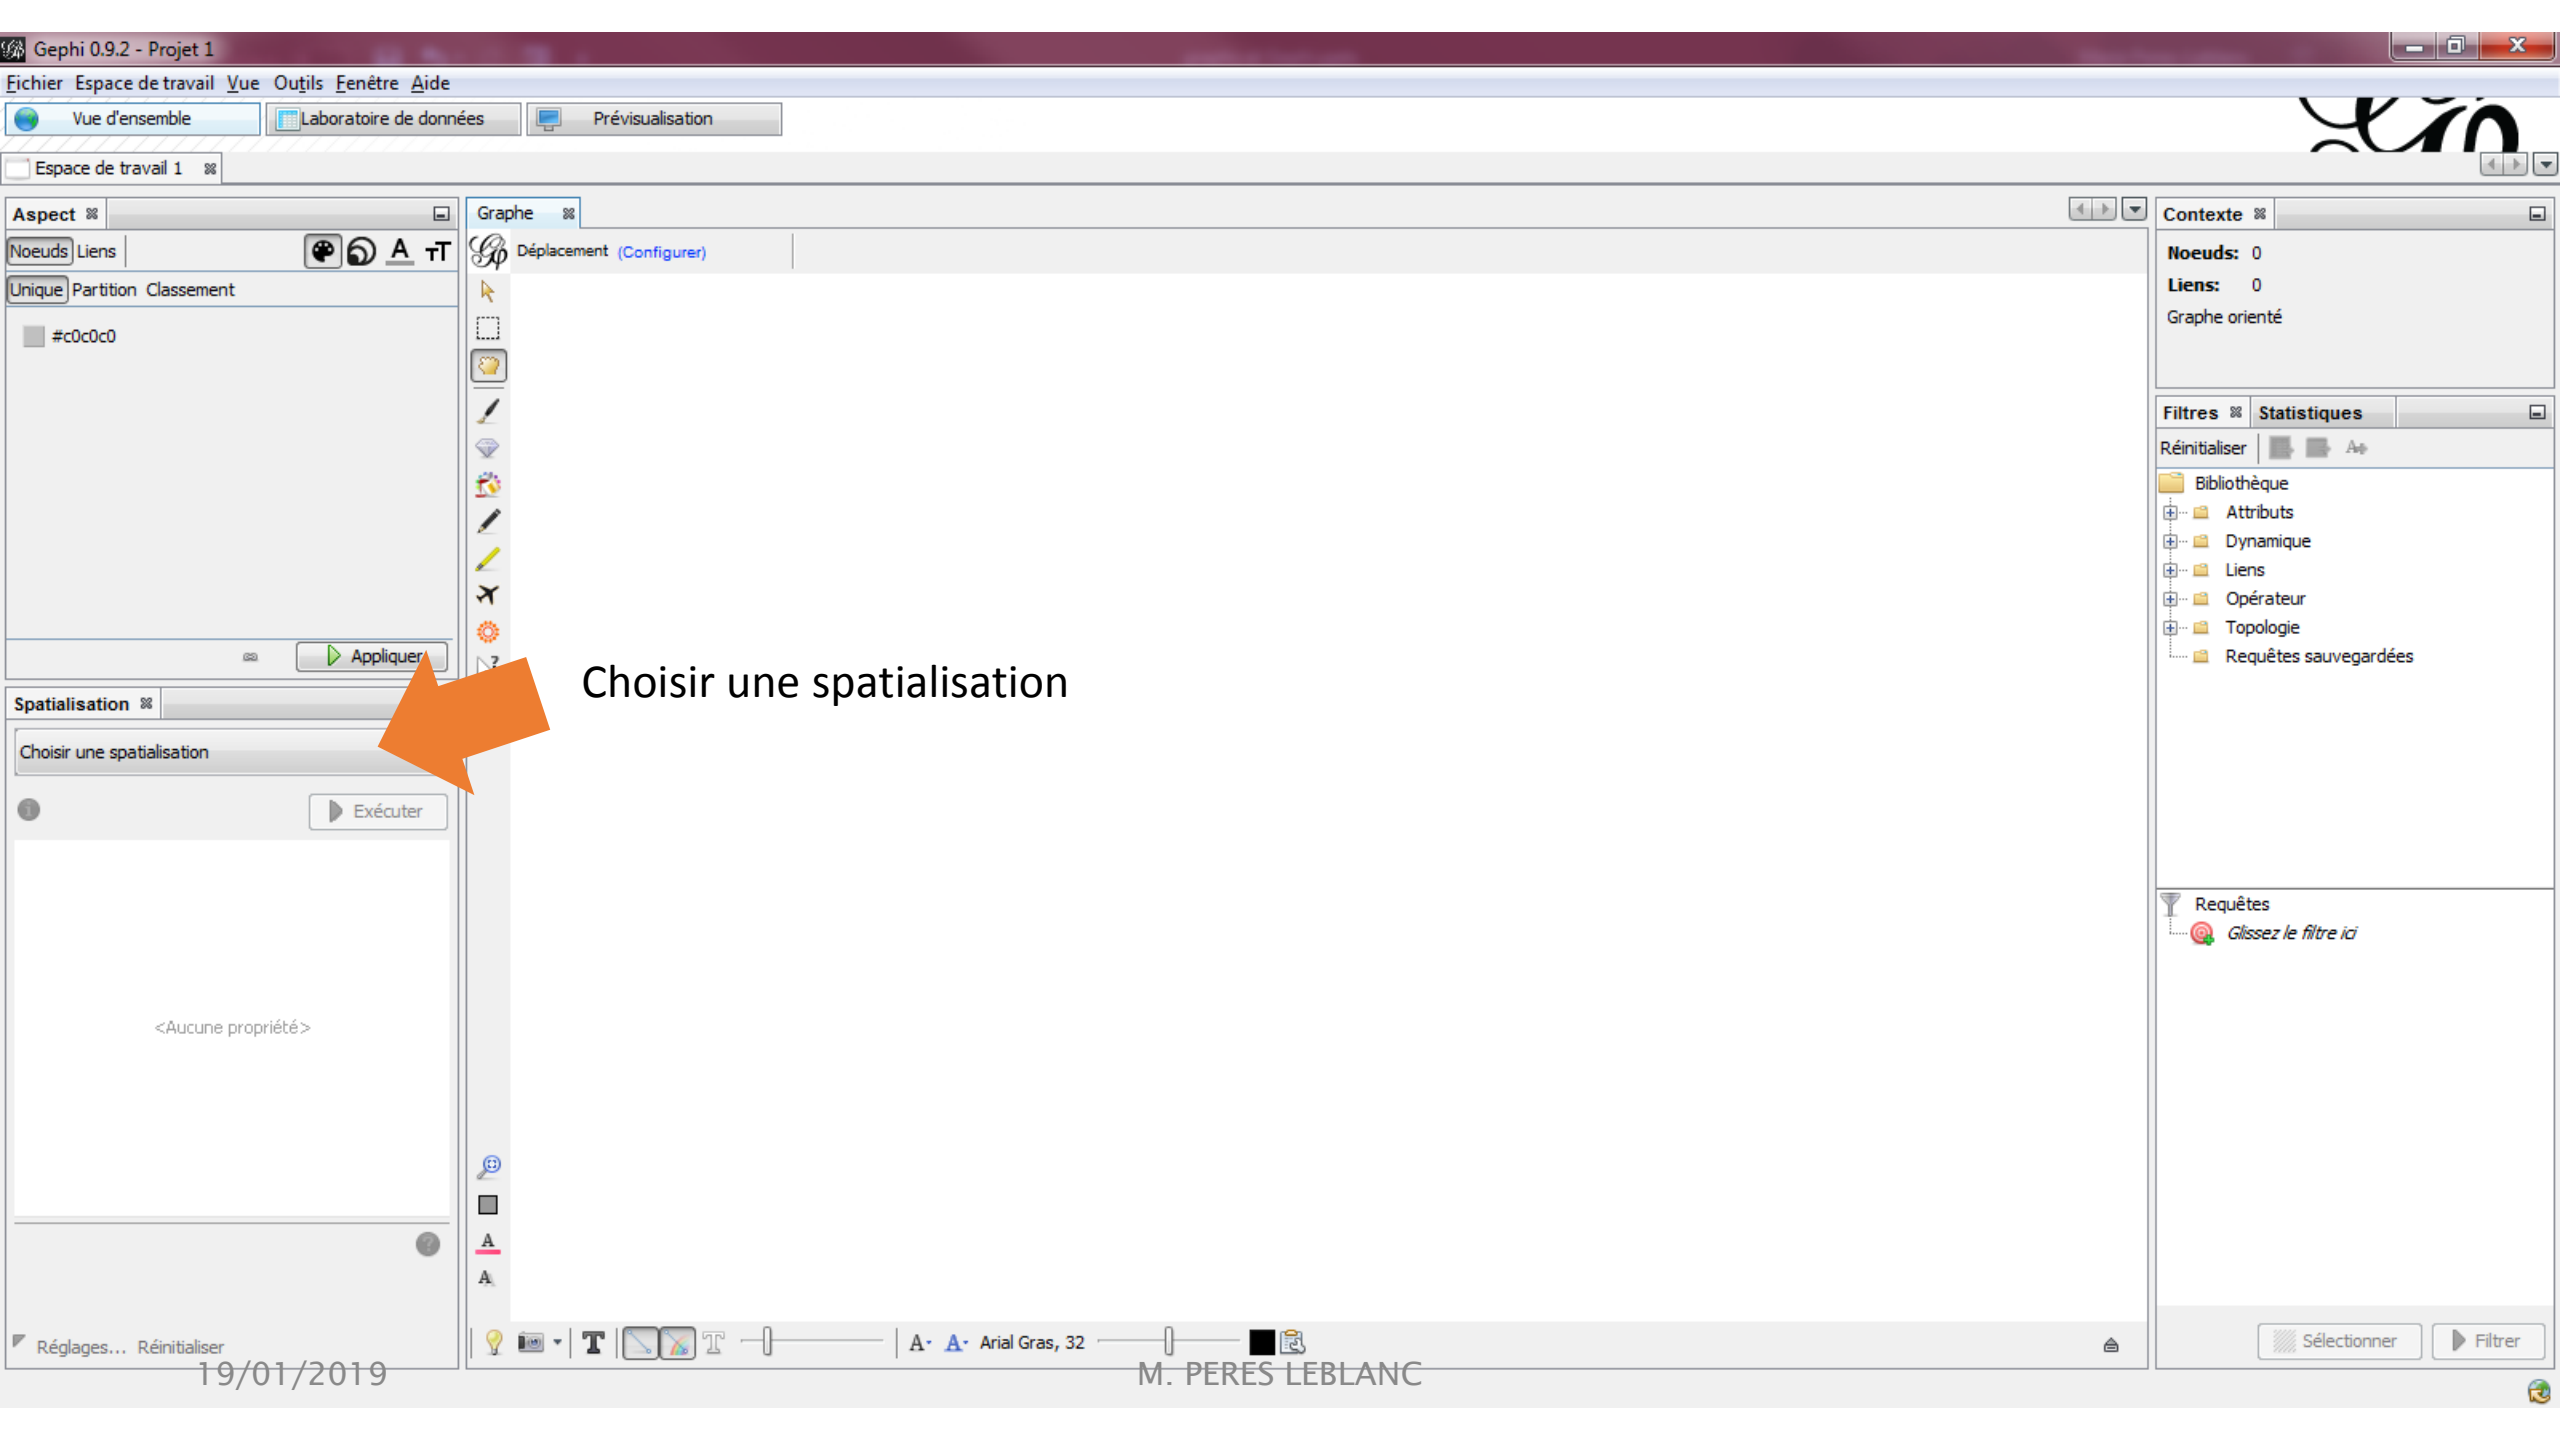 Gephi 0.9.2 - Projet 1
Fichier Espace de travail Vue Outils Fenêtre Aide
Vue d'ensemble Laboratoire de données Prévisualisation
Espace de travail 1
Aspect
Noeuds Liens
Unique Partition Classement
#c0c0c0
Appliquer
Spatialisation
Choisir une spatialisation
Exécuter
<Aucune propriété>
Réglages... Réinitialiser
Graphe
Déplacement (Configurer)
Choisir une spatialisation
Arial Gras, 32
Contexte
Noeuds: 0
Liens: 0
Graphe orienté
Filtres Statistiques
Réinitialiser
Bibliothèque
Attributs
Dynamique
Liens
Opérateur
Topologie
Requêtes sauvegardées
Requêtes
Glissez le filtre ici
Sélectionner Filtrer
19/01/2019
M. PERES LEBLANC